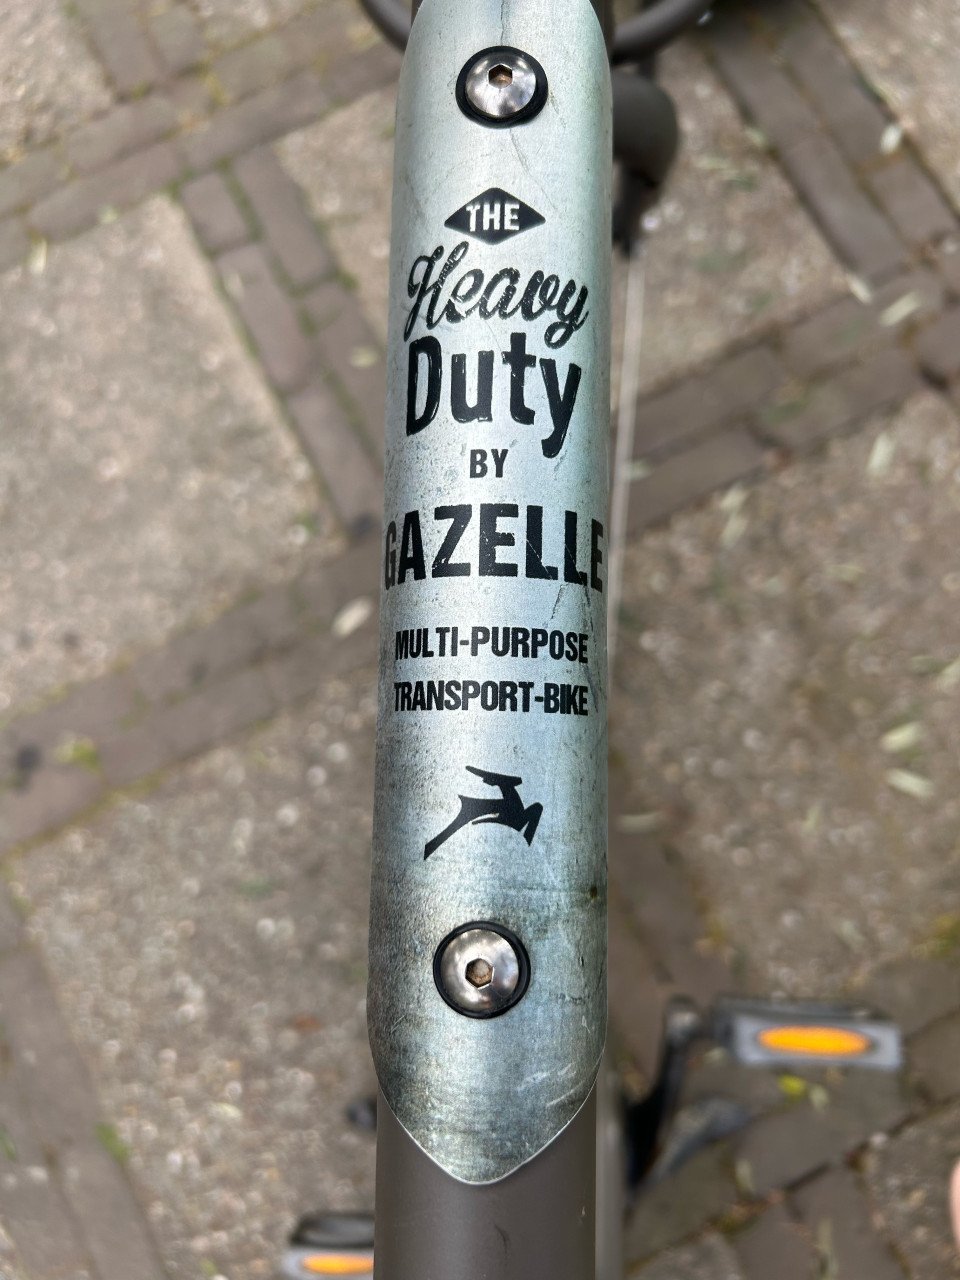 THE
Heavy
Duty
BY
GAZELLE
MULTI-PURPOSE
TRANSPORT-BIKE